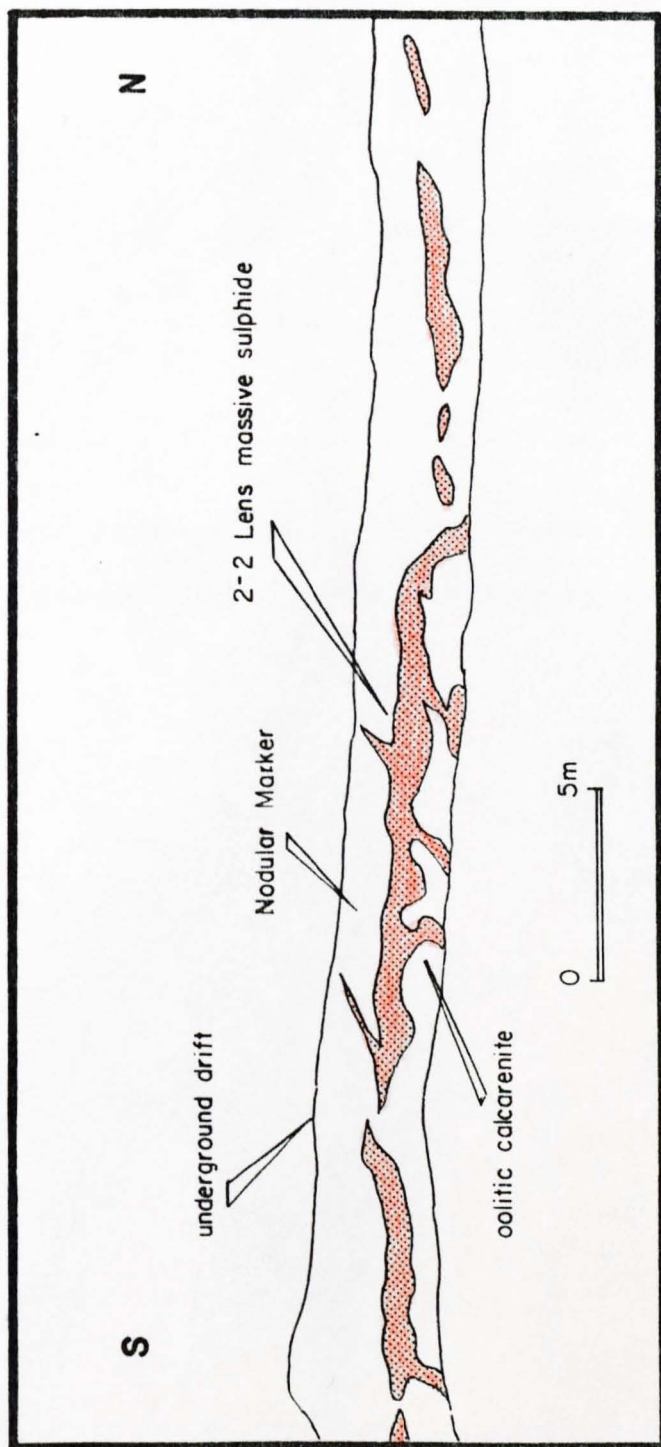 S
N
underground drift
Nodular Marker
2-2 Lens massive sulphide
oolitic calcarenite
0
5m